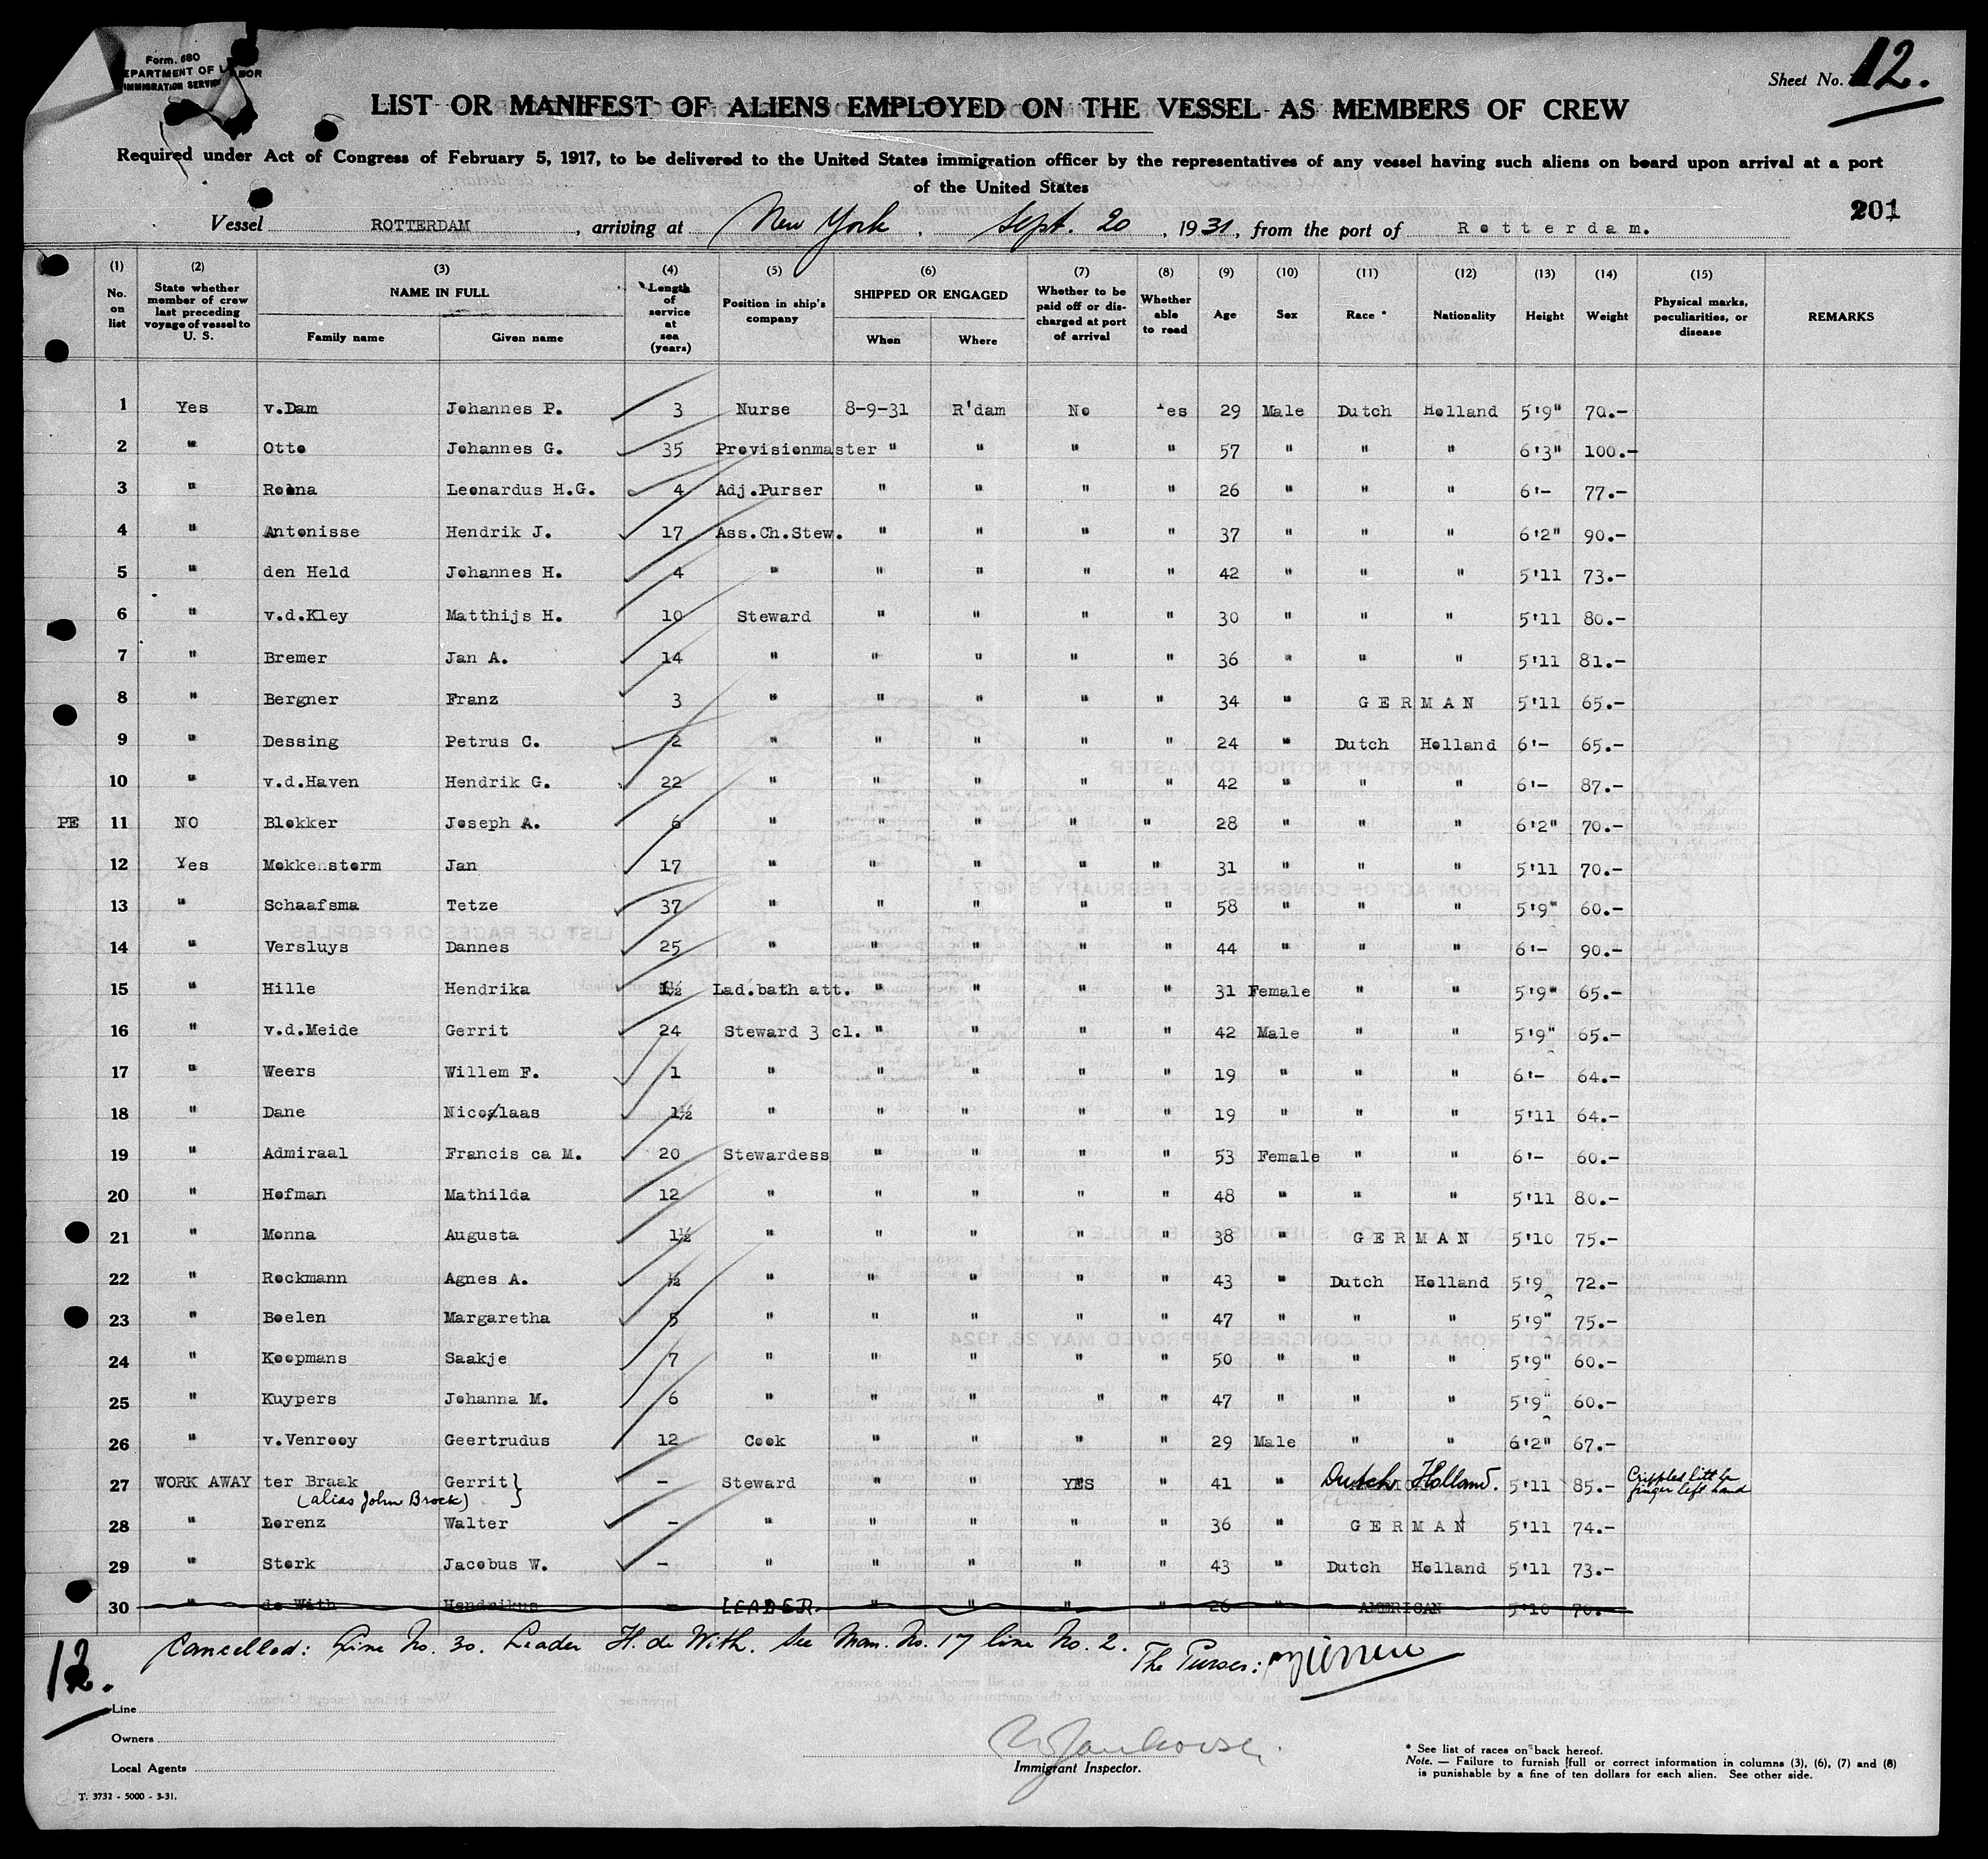 Form. 680
DEPARTMENT OF LABOR
IMMIGRATION SERVICE
Sheet No. 12.
LIST OR MANIFEST OF ALIENS EMPLOYED ON THE VESSEL AS MEMBERS OF CREW
Required under Act of Congress of February 5, 1917, to be delivered to the United States immigration officer by the representatives of any vessel having such aliens on board upon arrival at a port
of the United States
201
Vessel ROTTERDAM, arriving at New York, Sept. 20, 1931, from the port of Rotterdam.
(1) No. on list (2) State whether member of crew last preceding voyage of vessel to U. S. (3) NAME IN FULL Family name Given name (4) Length of service at sea (years) (5) Position in ship's company (6) SHIPPED OR ENGAGED When Where (7) Whether to be paid off or discharged at port of arrival (8) Whether able to read (9) Age (10) Sex (11) Race * (12) Nationality (13) Height (14) Weight (15) Physical marks, peculiarities, or disease REMARKS
1 Yes v.Dam Johannes P. 3 Nurse 8-9-31 R'dam No Yes 29 Male Dutch Holland 5'9" 70.-
2 " Otto Johannes G. 35 Provisionmaster " " " " 57 " " " 6'3" 100.-
3 " Roona Leonardus H.G. 4 Adj.Purser " " " " 26 " " " 6'- 77.-
4 " Antonisse Hendrik J. 17 Ass.Ch.Stew. " " " " 37 " " " 6'2" 90.-
5 " den Held Johannes H. 4 " " " " " 42 " " " 5'11 73.-
6 " v.d.Kley Matthijs H. 10 Steward " " " " 30 " " " 5'11 80.-
7 " Bremer Jan A. 14 " " " " " 36 " " " 5'11 81.-
8 " Bergner Franz 3 " " " " " 34 " GERMAN 5'11 65.-
9 " Dessing Petrus C. 2 " " " " " 24 " Dutch Holland 6'- 65.-
10 " v.d.Haven Hendrik G. 22 " " " " " 42 " " " 6'- 87.-
PE 11 NO Blokker Joseph A. 6 " " " " " 28 " " " 6'2" 70.-
12 Yes Mokkenstorm Jan 17 " " " " " 31 " " " 5'11 70.-
13 " Schaafsma Tetze 37 " " " " " 58 " " " 5'9" 60.-
14 " Versluys Dannes 25 " " " " " 44 " " " 6'- 90.-
15 " Hille Hendrika 1½ Lad.bath att. " " " " 31 Female " " 5'9" 65.-
16 " v.d.Meide Gerrit 24 Steward 3 cl. " " " " 42 Male " " 5'9" 65.-
17 " Weers Willem F. 1 " " " " " 19 " " " 6'- 64.-
18 " Dane Nicolaas 1½ " " " " " 19 " " " 5'11 64.-
19 " Admiraal Francis ca M. 20 Stewardess " " " " 53 Female " " 6'- 60.-
20 " Hofman Mathilda 12 " " " " " 48 " " " 5'11 80.-
21 " Monna Augusta 1½ " " " " " 38 " GERMAN 5'10 75.-
22 " Rockmann Agnes A. ½ " " " " " 43 " Dutch Holland 5'9" 72.-
23 " Boelen Margaretha 5 " " " " " 47 " " " 5'9" 75.-
24 " Koopmans Saakje 7 " " " " " 50 " " " 5'9" 60.-
25 " Kuypers Johanna M. 6 " " " " " 47 " " " 5'9" 60.-
26 " v.Venrooy Geertrudus 12 Cook " " " " 29 Male " " 6'2" 67.-
27 WORK AWAY ter Braak Gerrit} - Steward " " YES " 41 " Dutch Holland. 5'11 85.- Crippled little finger left hand
(alias John Brock)
28 " Lorenz Walter - " " " " " 36 " GERMAN 5'11 74.-
29 " Stork Jacobus W. - " " " " " 43 " Dutch Holland 5'11 73.-
30 " de With Hendrikus - LEADER " " " " 26 " AMERICAN 5'10 70.-
Cancelled: Line No. 30. Leader H. de With. See Man. No. 17 line No. 2. The Purser:
12.
Line
Owners
Local Agents
Immigrant Inspector.
* See list of races on back hereof.
Note. — Failure to furnish full or correct information in columns (3), (6), (7) and (8)
is punishable by a fine of ten dollars for each alien. See other side.
T. 3732 - 5000 - 3-31.